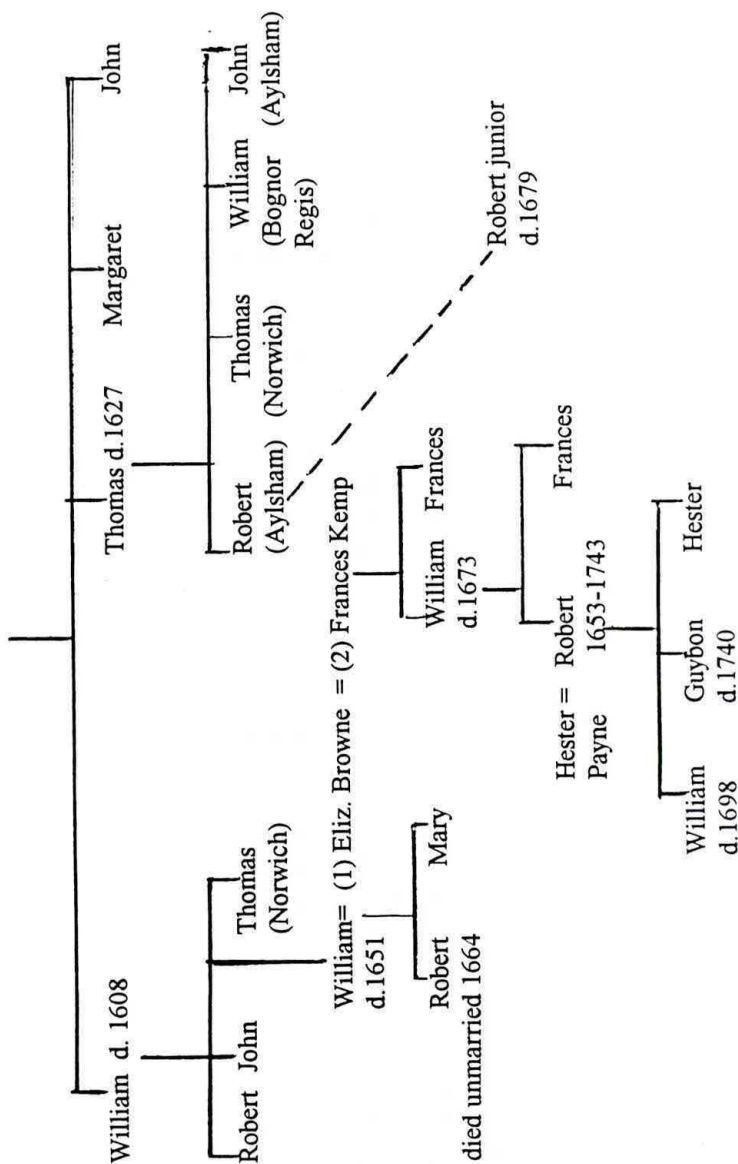 William d. 1608
Thomas d.1627
Margaret
John
Robert
John
Thomas
(Norwich)
Robert
(Aylsham)
Thomas
(Norwich)
William
(Bognor
Regis)
John
(Aylsham)
William= (1) Eliz. Browne = (2) Frances Kemp
d.1651
Robert junior
d.1679
Robert
Mary
died unmarried 1664
William
d.1673
Frances
Hester =
Payne
Robert
1653-1743
Frances
William
d.1698
Guybon
d.1740
Hester